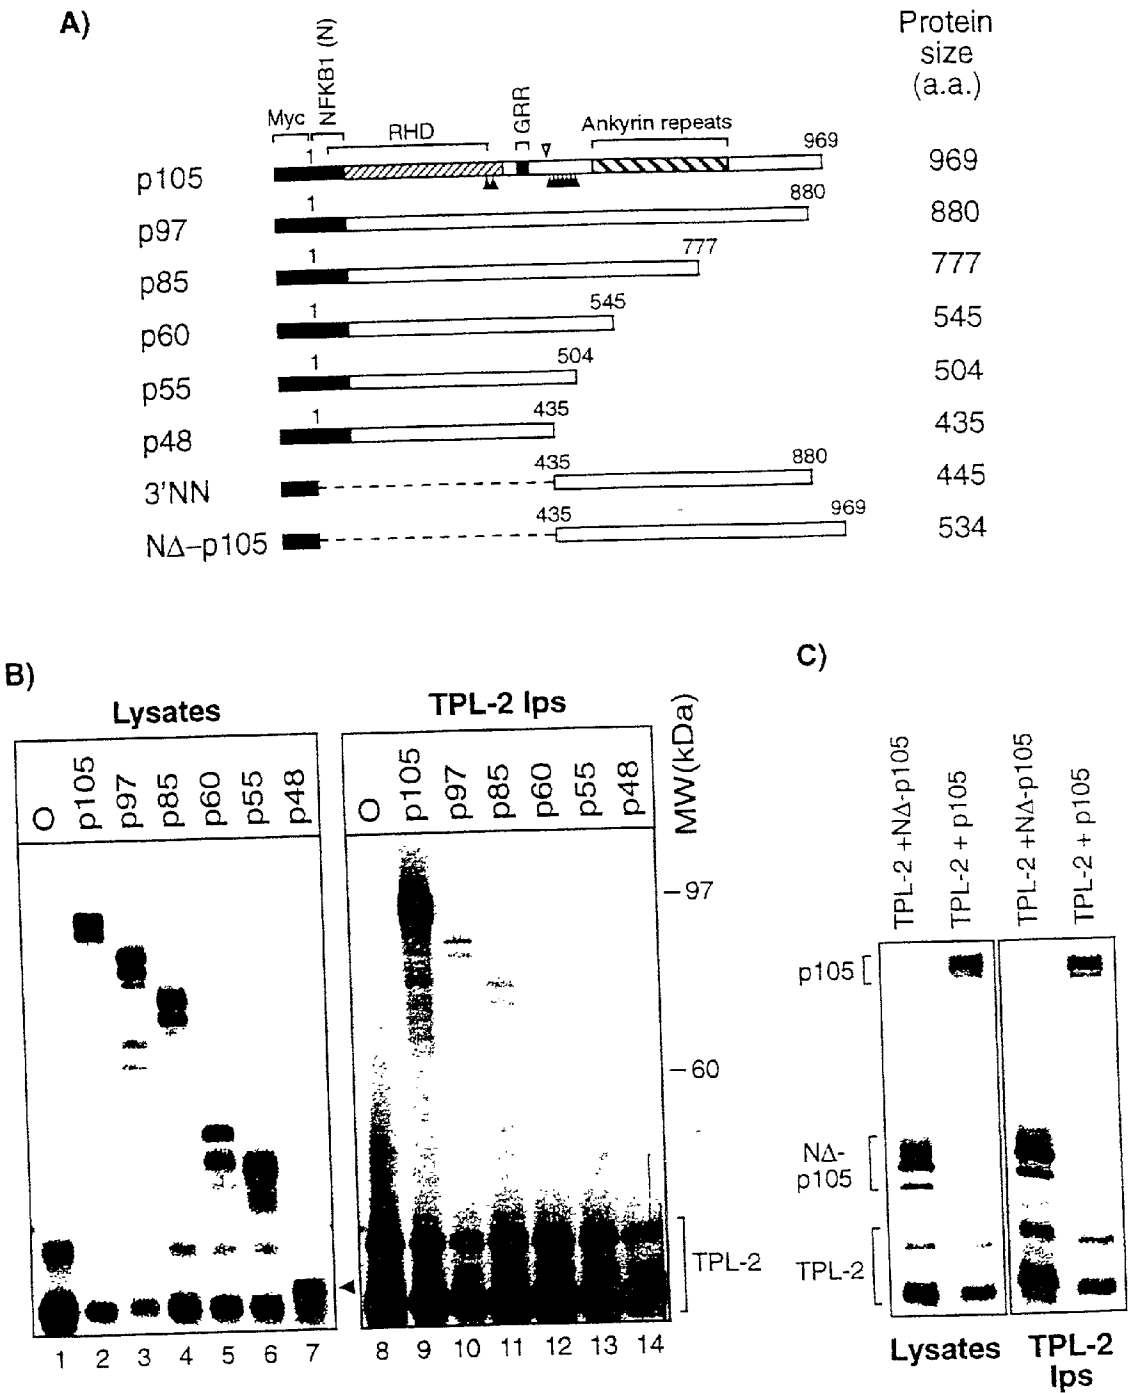 A)
Protein
size
(a.a.)
Myc
NFKB1 (N)
RHD
GRR
Ankyrin repeats
p105 1 969 969
p97 1 880 880
p85 1 777 777
p60 1 545 545
p55 1 504 504
p48 1 435 435
3'NN 435 880 445
NΔ–p105 435 969 534
B)
Lysates
O p105 p97 p85 p60 p55 p48
1 2 3 4 5 6 7
TPL-2 Ips
O p105 p97 p85 p60 p55 p48
MW(kDa)
–97
–60
TPL-2
8 9 10 11 12 13 14
C)
TPL-2 +NΔ-p105
TPL-2 + p105
TPL-2 +NΔ-p105
TPL-2 + p105
p105
NΔ-
p105
TPL-2
Lysates
TPL-2
Ips